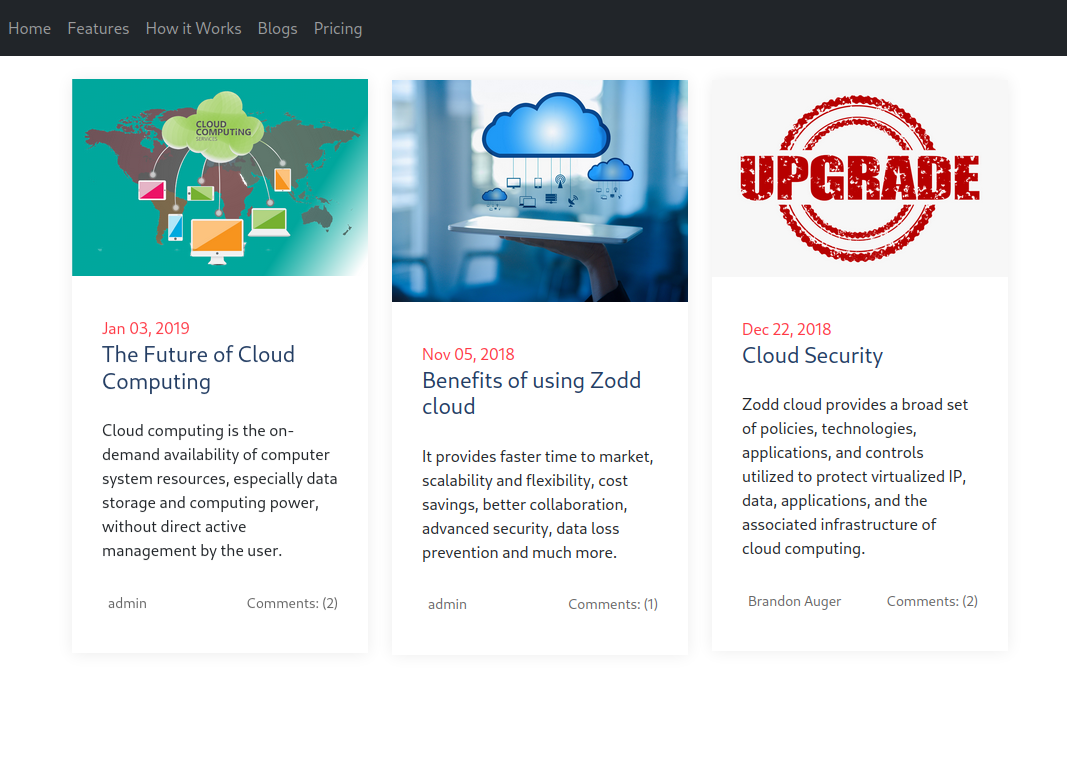 Home Features How it Works Blogs Pricing
CLOUD
COMPUTiNG
SERVICES
Jan 03, 2019
The Future of Cloud
Computing
Cloud computing is the on-
demand availability of computer
system resources, especially data
storage and computing power,
without direct active
management by the user.
admin Comments: (2)
Nov 05, 2018
Benefits of using Zodd
cloud
It provides faster time to market,
scalability and flexibility, cost
savings, better collaboration,
advanced security, data loss
prevention and much more.
admin Comments: (1)
UPGRADE
Dec 22, 2018
Cloud Security
Zodd cloud provides a broad set
of policies, technologies,
applications, and controls
utilized to protect virtualized IP,
data, applications, and the
associated infrastructure of
cloud computing.
Brandon Auger Comments: (2)